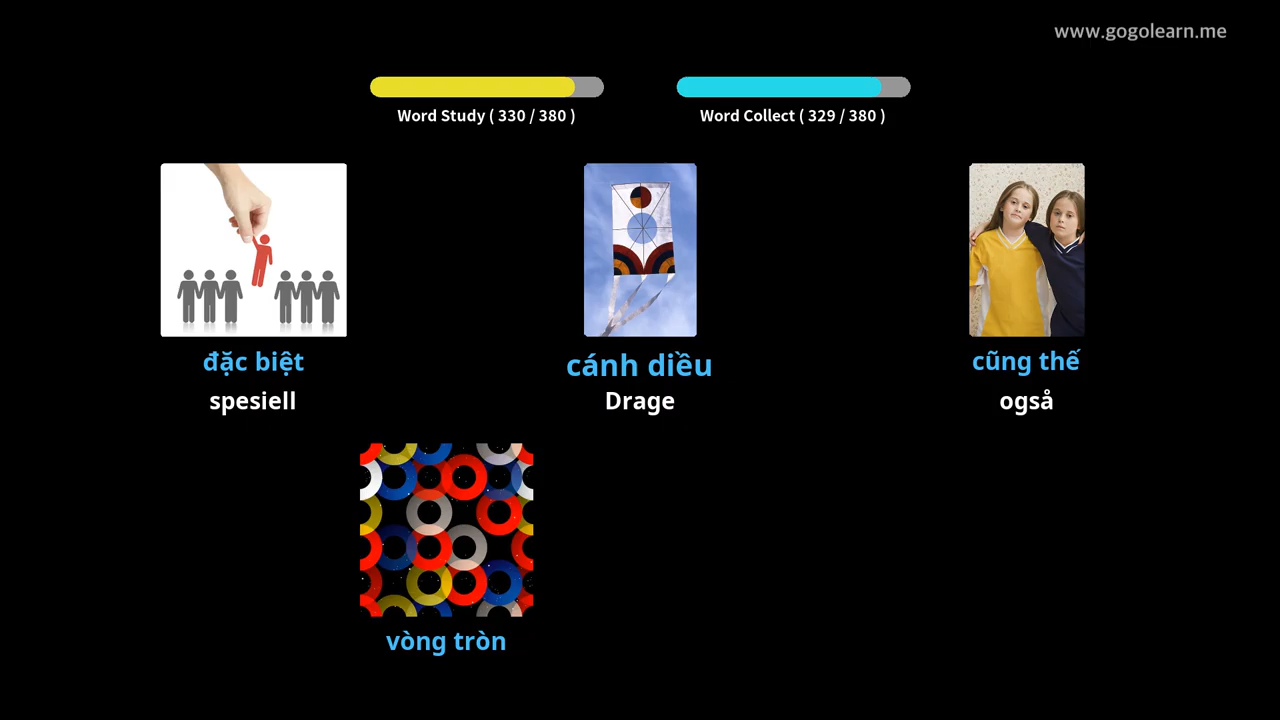 www.gogolearn.me
Word Study ( 330 / 380 )
Word Collect ( 329 / 380 )
đặc biệt
spesiell
cánh diều
Drage
cũng thế
også
vòng tròn